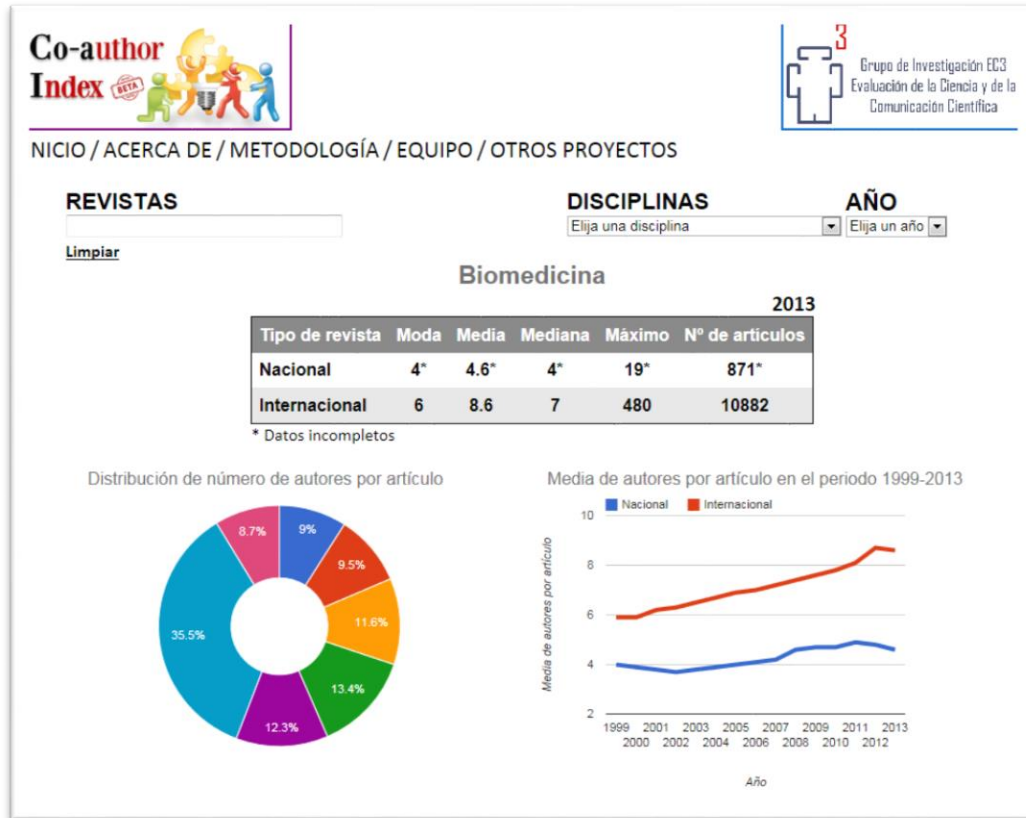 Co-author
Index BETA
3
Grupo de Investigación EC3
Evaluación de la Ciencia y de la
Comunicación Científica
NICIO / ACERCA DE / METODOLOGÍA / EQUIPO / OTROS PROYECTOS
REVISTAS DISCIPLINAS AÑO
Elija una disciplina Elija un año
Limpiar
Biomedicina
2013
Tipo de revista Moda Media Mediana Máximo Nº de artículos
Nacional 4* 4.6* 4* 19* 871*
Internacional 6 8.6 7 480 10882
* Datos incompletos
Distribución de número de autores por artículo
8.7% 9%
9.5%
35.5% 11.6%
13.4%
12.3%
Media de autores por artículo en el periodo 1999-2013
Nacional Internacional
Media de autores por artículo
10
8
6
4
2
1999 2001 2003 2005 2007 2009 2011 2013
2000 2002 2004 2006 2008 2010 2012
Año